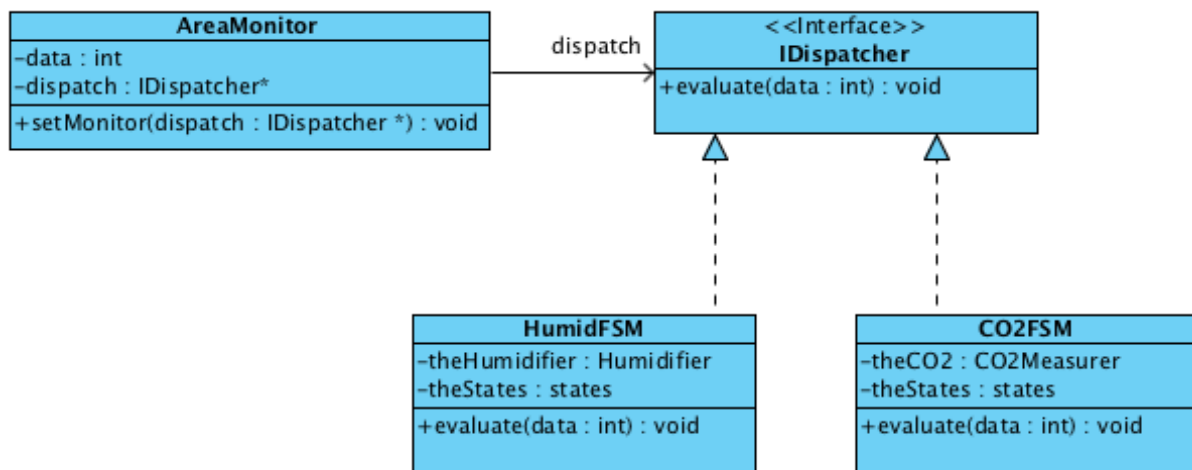 AreaMonitor
-data : int
-dispatch : IDispatcher*
+setMonitor(dispatch : IDispatcher *) : void
dispatch
<<Interface>>
IDispatcher
+evaluate(data : int) : void
HumidFSM
-theHumidifier : Humidifier
-theStates : states
+evaluate(data : int) : void
CO2FSM
-theCO2 : CO2Measurer
-theStates : states
+evaluate(data : int) : void